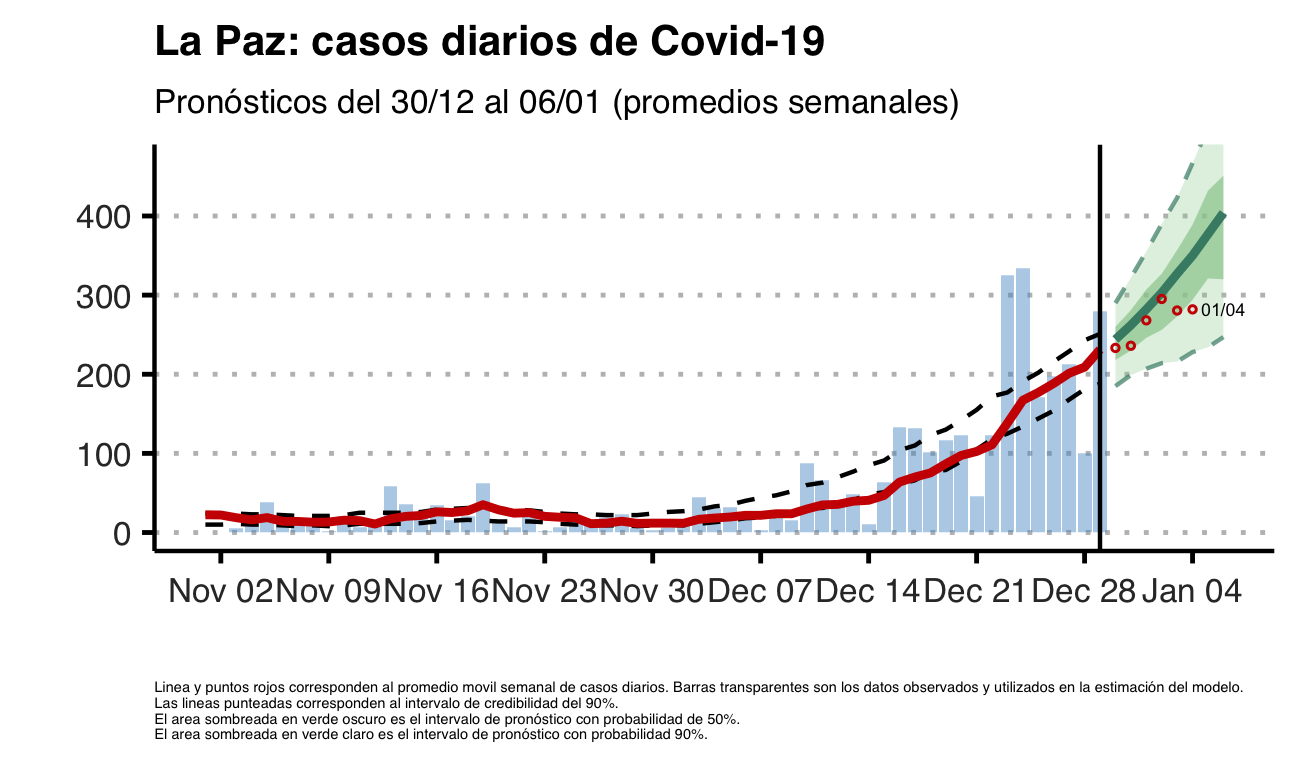 La Paz: casos diarios de Covid-19
Pronósticos del 30/12 al 06/01 (promedios semanales)
400
300
200
100
0
01/04
Nov 02 Nov 09 Nov 16 Nov 23 Nov 30 Dec 07 Dec 14 Dec 21 Dec 28 Jan 04
Linea y puntos rojos corresponden al promedio movil semanal de casos diarios. Barras transparentes son los datos observados y utilizados en la estimación del modelo.
Las lineas punteadas corresponden al intervalo de credibilidad del 90%.
El area sombreada en verde oscuro es el intervalo de pronóstico con probabilidad de 50%.
El area sombreada en verde claro es el intervalo de pronóstico con probabilidad 90%.